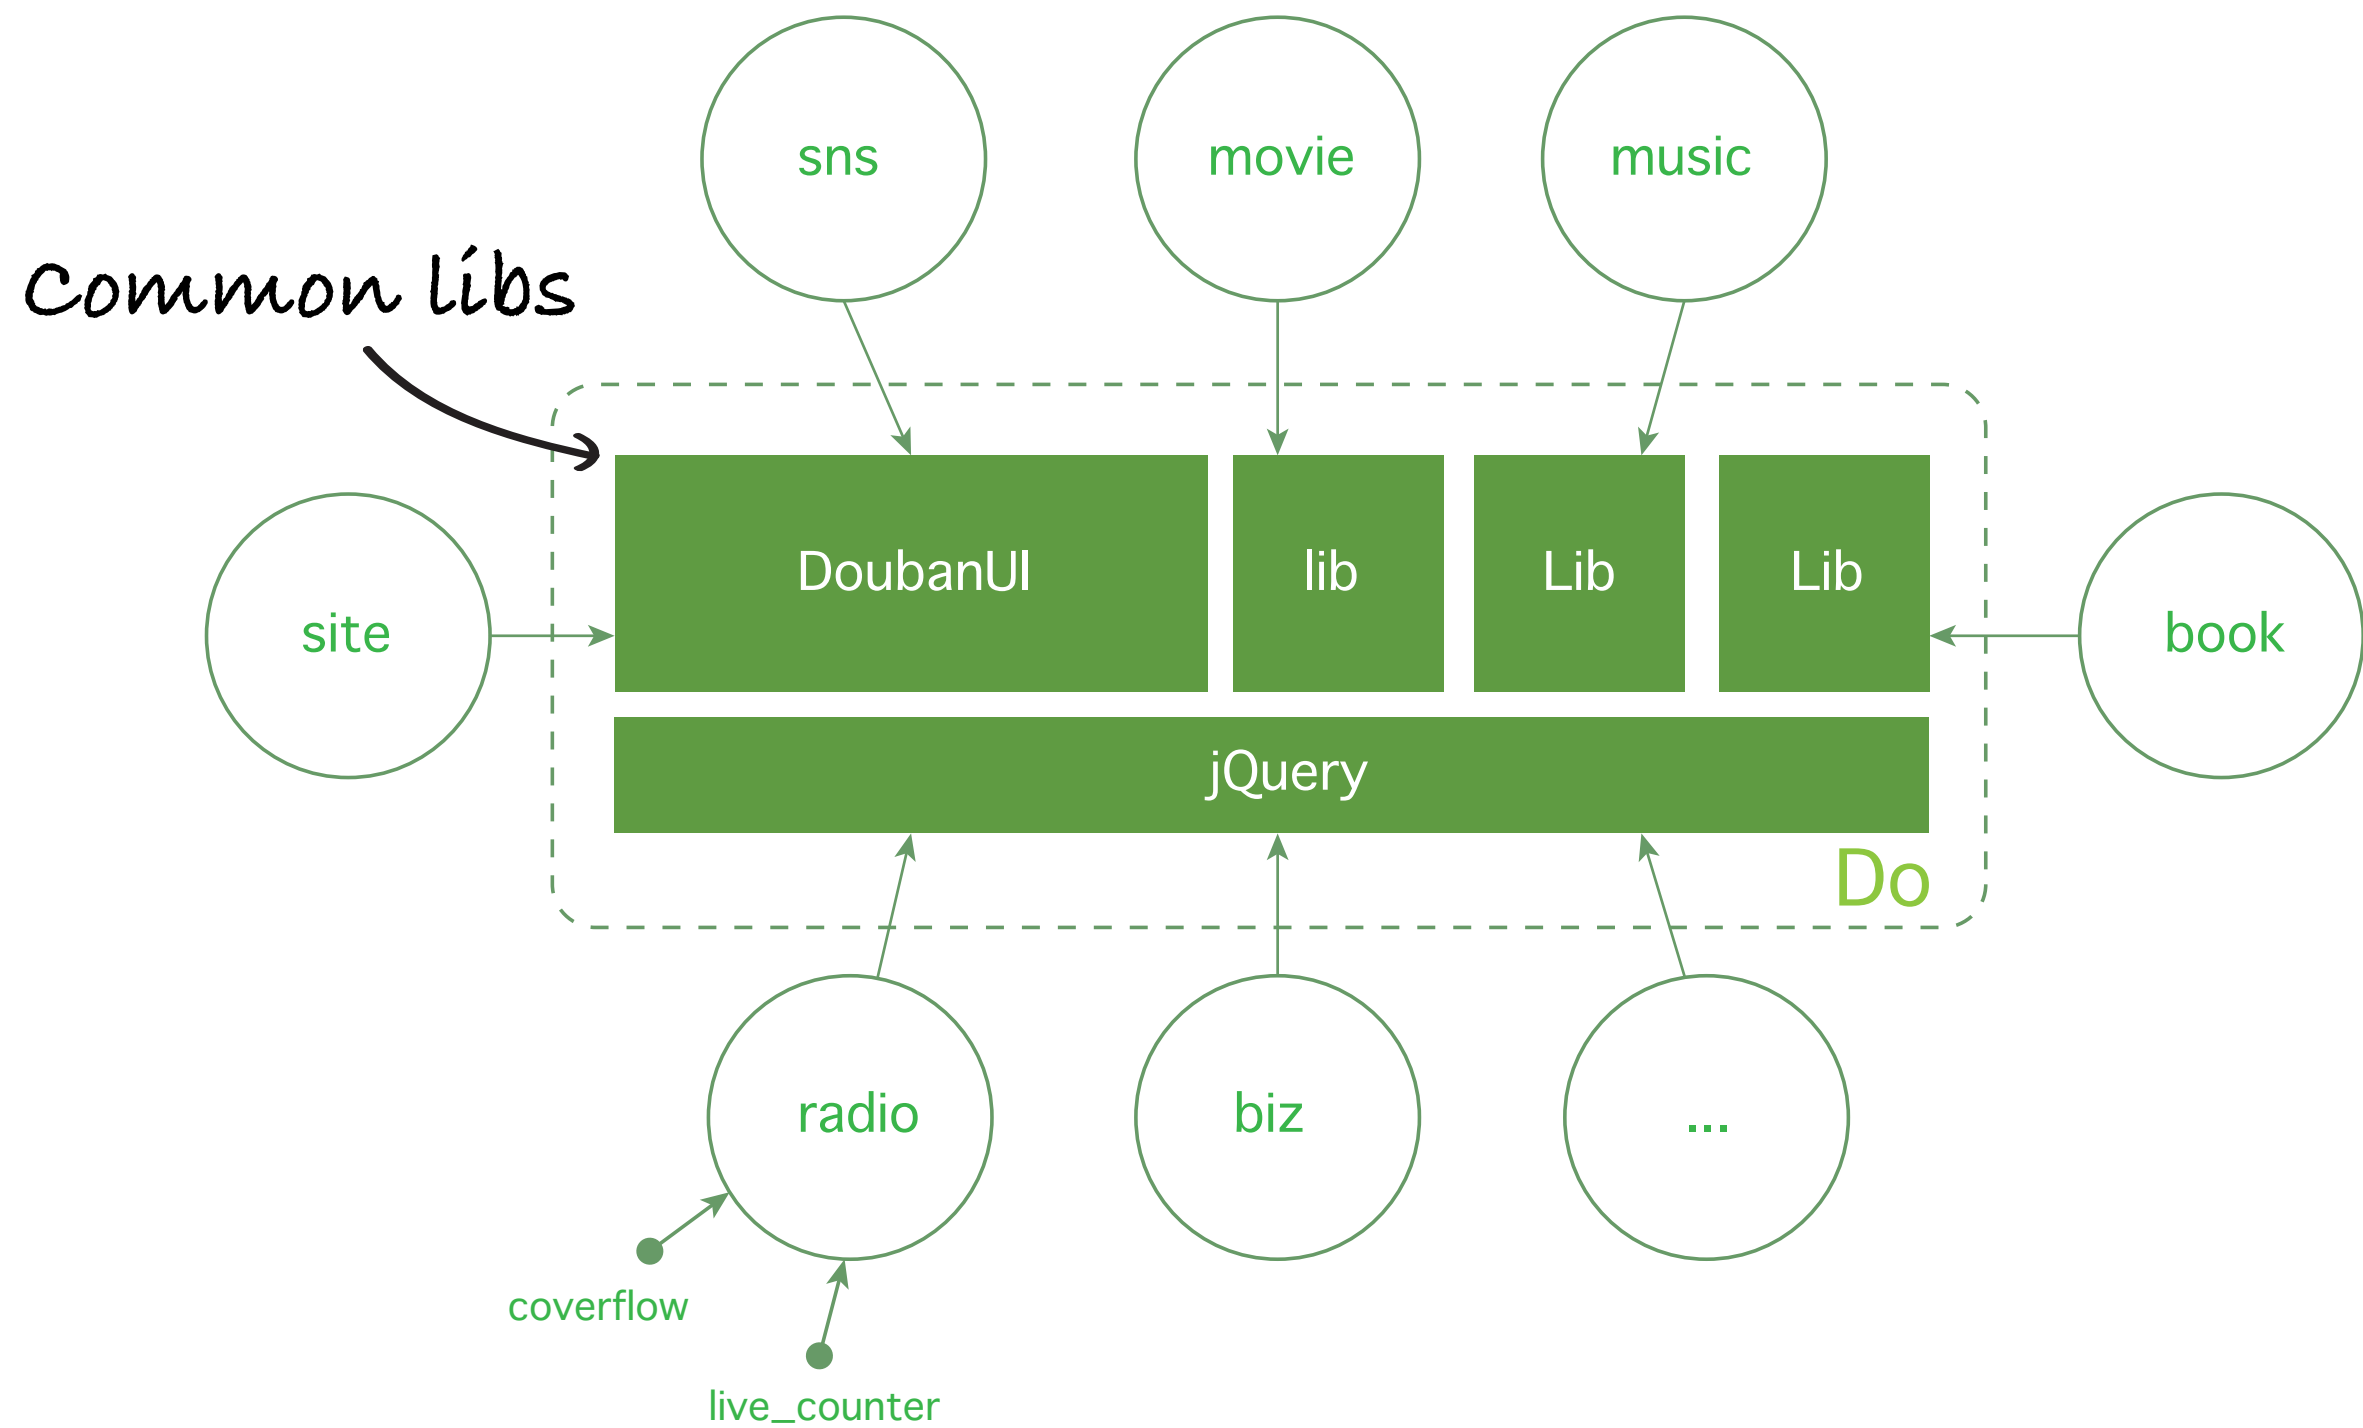 sns
movie
music
Common libs
DoubanUI
lib
Lib
Lib
site
book
jQuery
Do
radio
biz
...
coverflow
live_counter